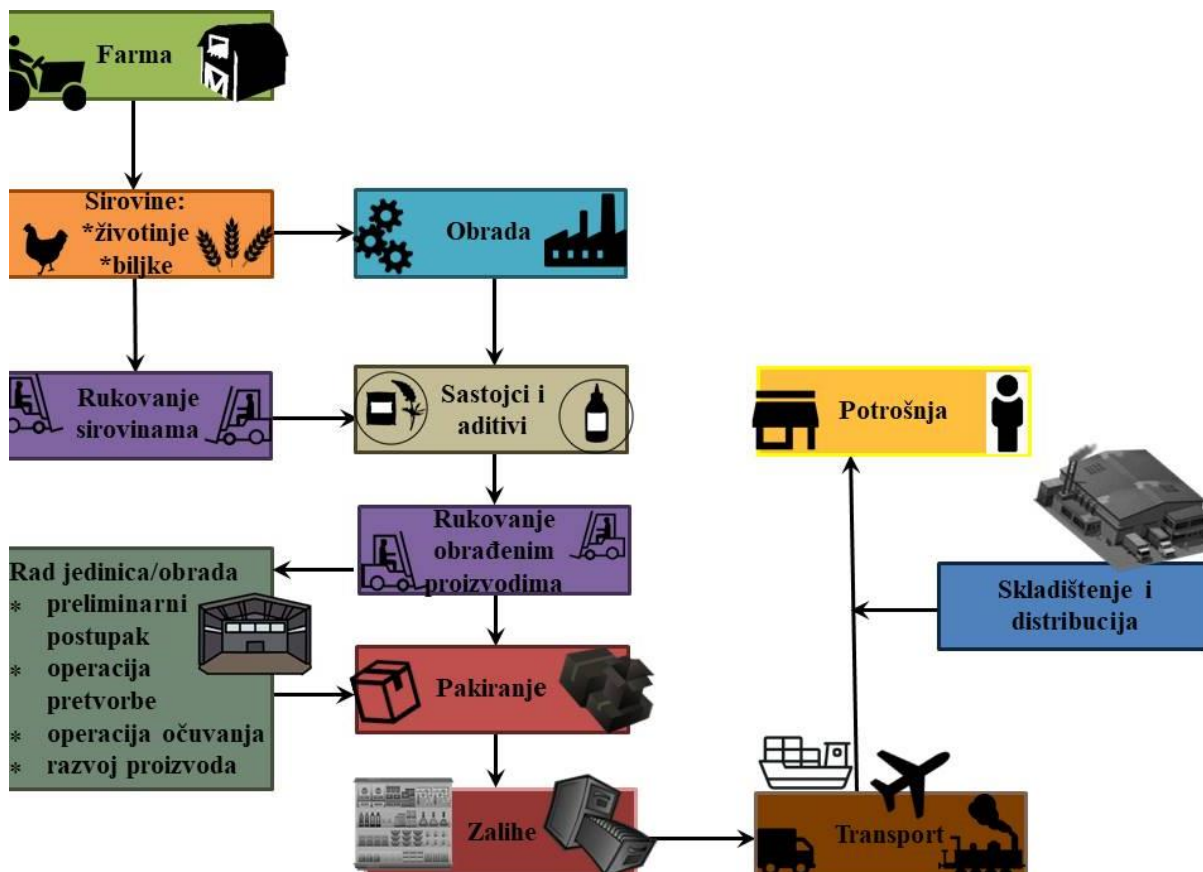 Farma
Sirovine:
*životinje
*biljke
Obrada
Rukovanje
sirovinama
Sastojci i
aditivi
Potrošnja
Rukovanje
obrađenim
proizvodima
Rad jedinica/obrada
* preliminarni
postupak
* operacija
pretvorbe
* operacija očuvanja
* razvoj proizvoda
Skladištenje i
distribucija
Pakiranje
Zalihe
Transport